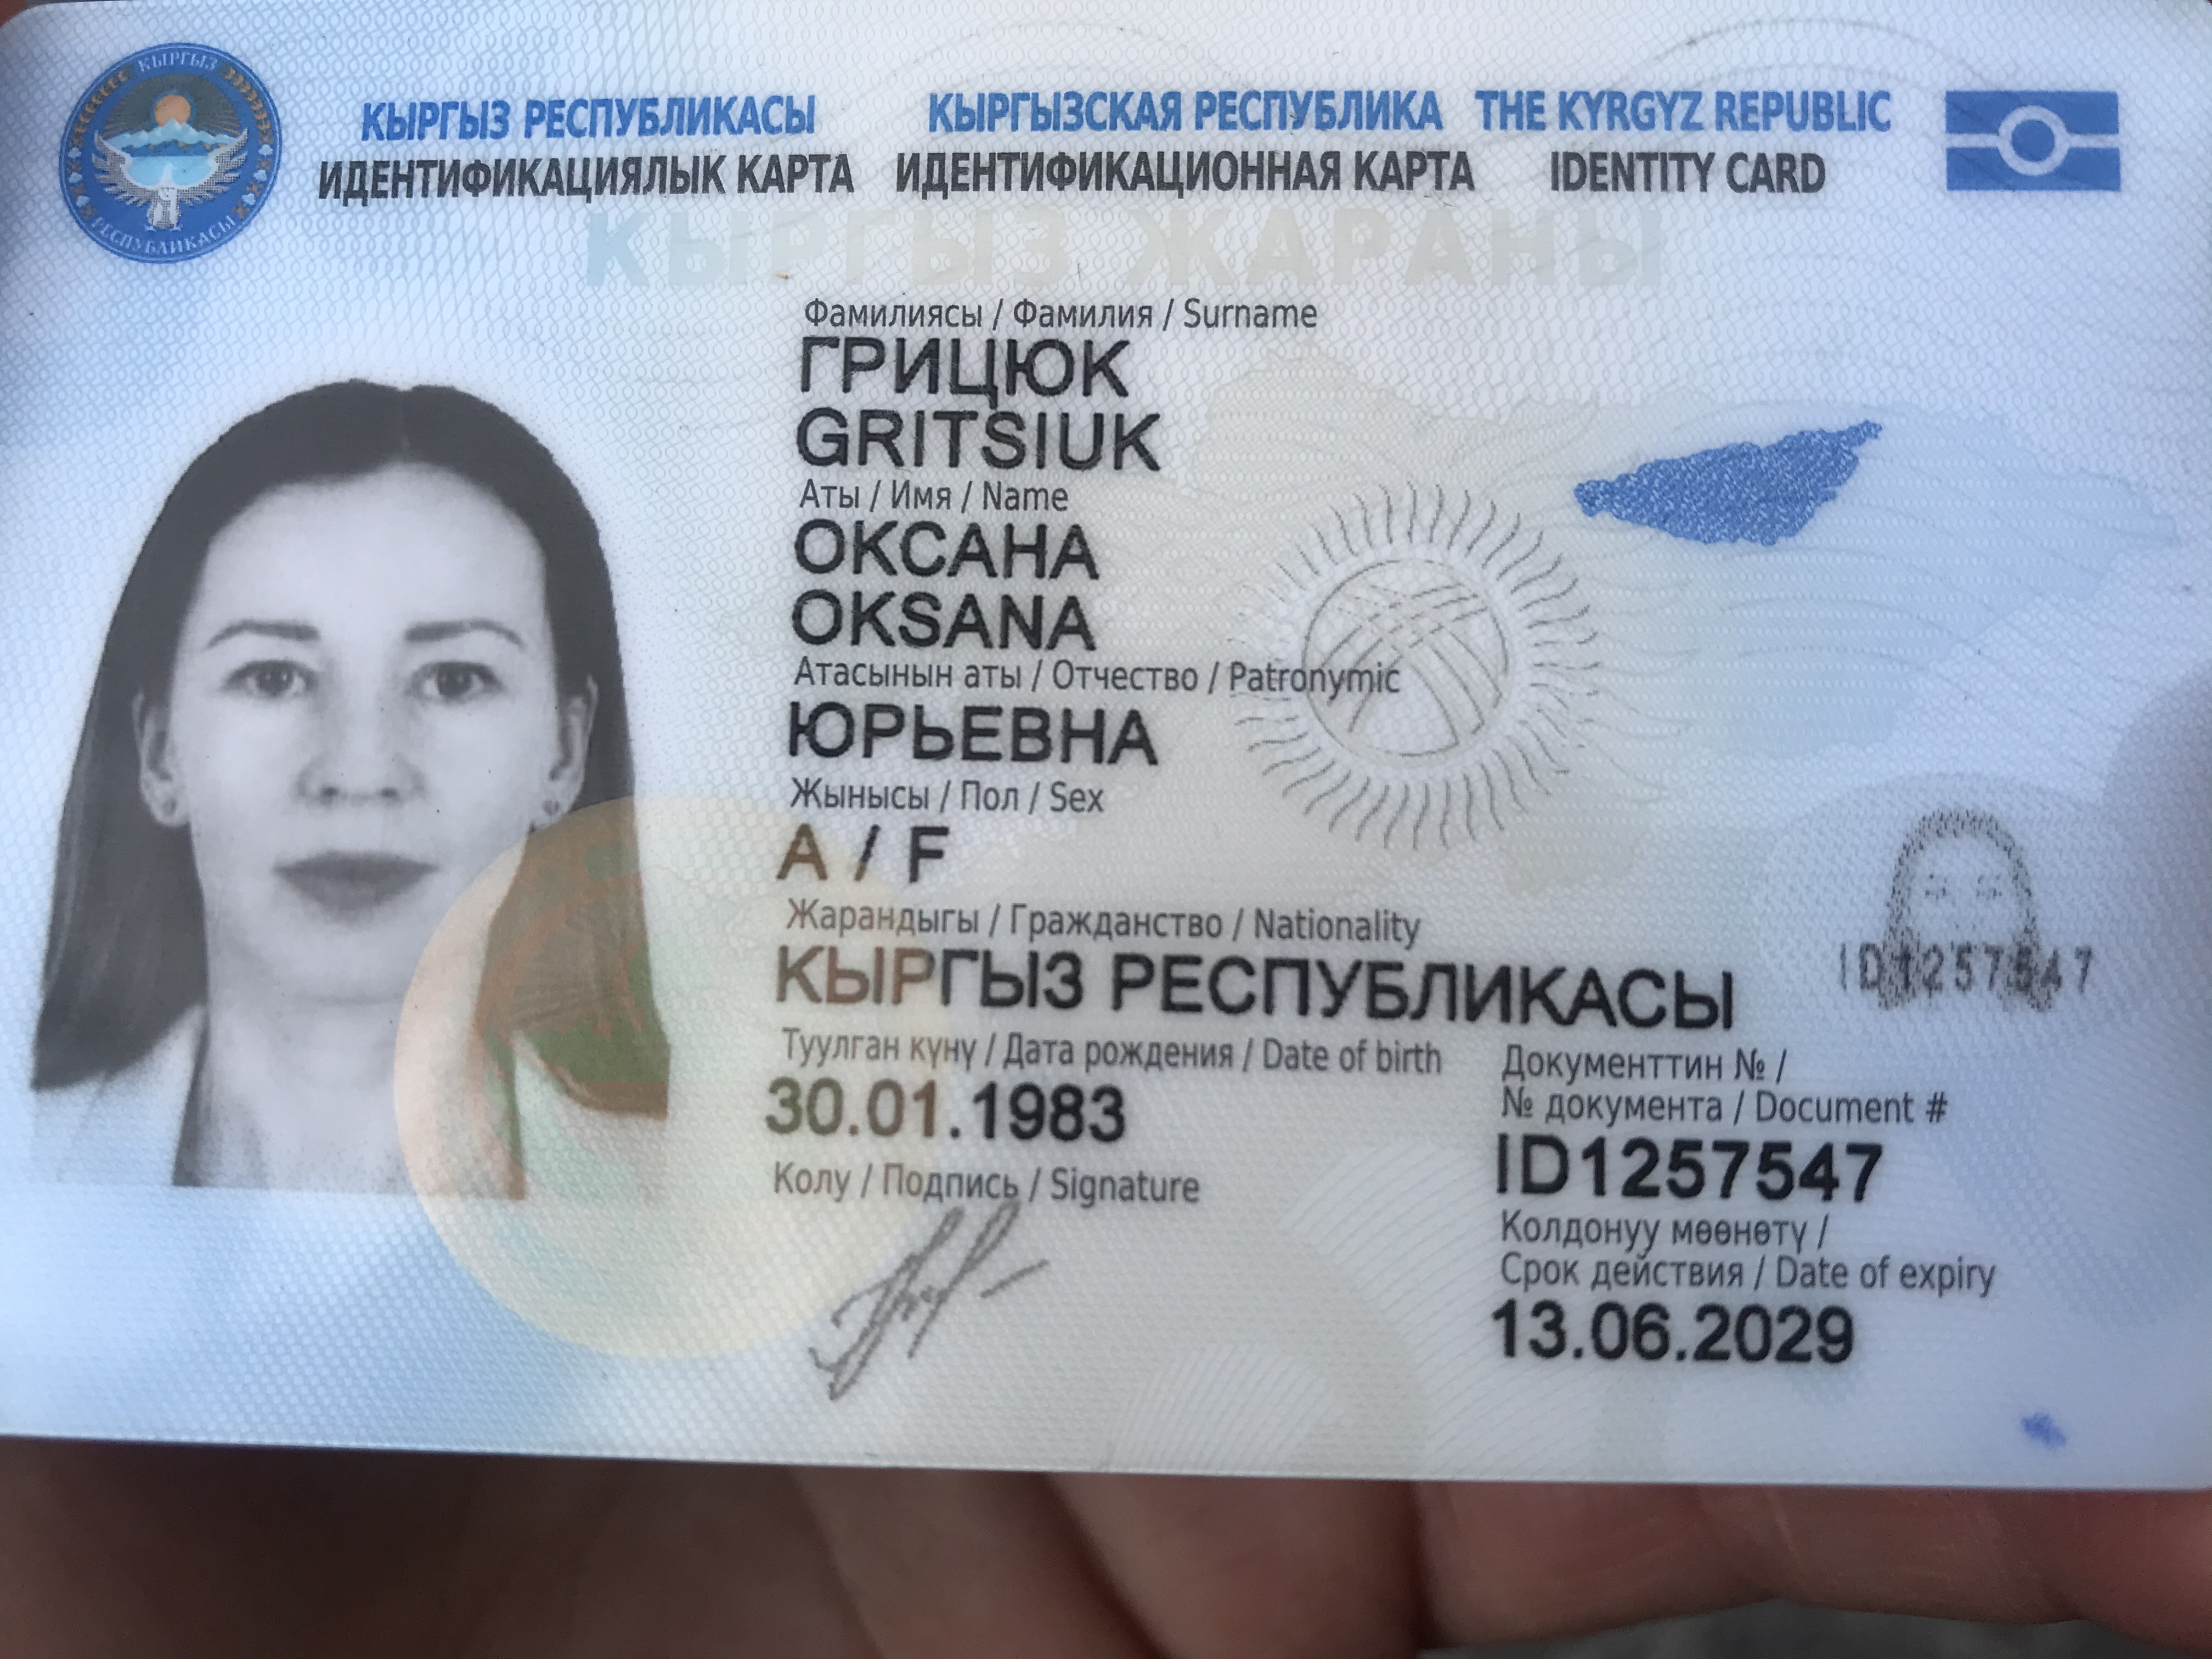 КЫРГЫЗ РЕСПУБЛИКАСЫ КЫРГЫЗСКАЯ РЕСПУБЛИКА THE KYRGYZ REPUBLIC
ИДЕНТИФИКАЦИЯЛЫК КАРТА ИДЕНТИФИКАЦИОННАЯ КАРТА IDENTITY CARD
КЫРГЫЗ РЕСПУБЛИКАСЫ
КЫРГЫЗ ЖАРАНЫ
Фамилиясы / Фамилия / Surname
ГРИЦЮК
GRITSIUK
Аты / Имя / Name
ОКСАНА
OKSANA
Атасынын аты / Отчество / Patronymic
ЮРЬЕВНА
Жынысы / Пол / Sex
А / F
Жарандыгы / Гражданство / Nationality
КЫРГЫЗ РЕСПУБЛИКАСЫ
Туулган күнү / Дата рождения / Date of birth
30.01.1983
Колу / Подпись / Signature
Документтин № /
№ документа / Document #
ID1257547
Колдонуу мөөнөтү /
Срок действия / Date of expiry
13.06.2029
ID1257547